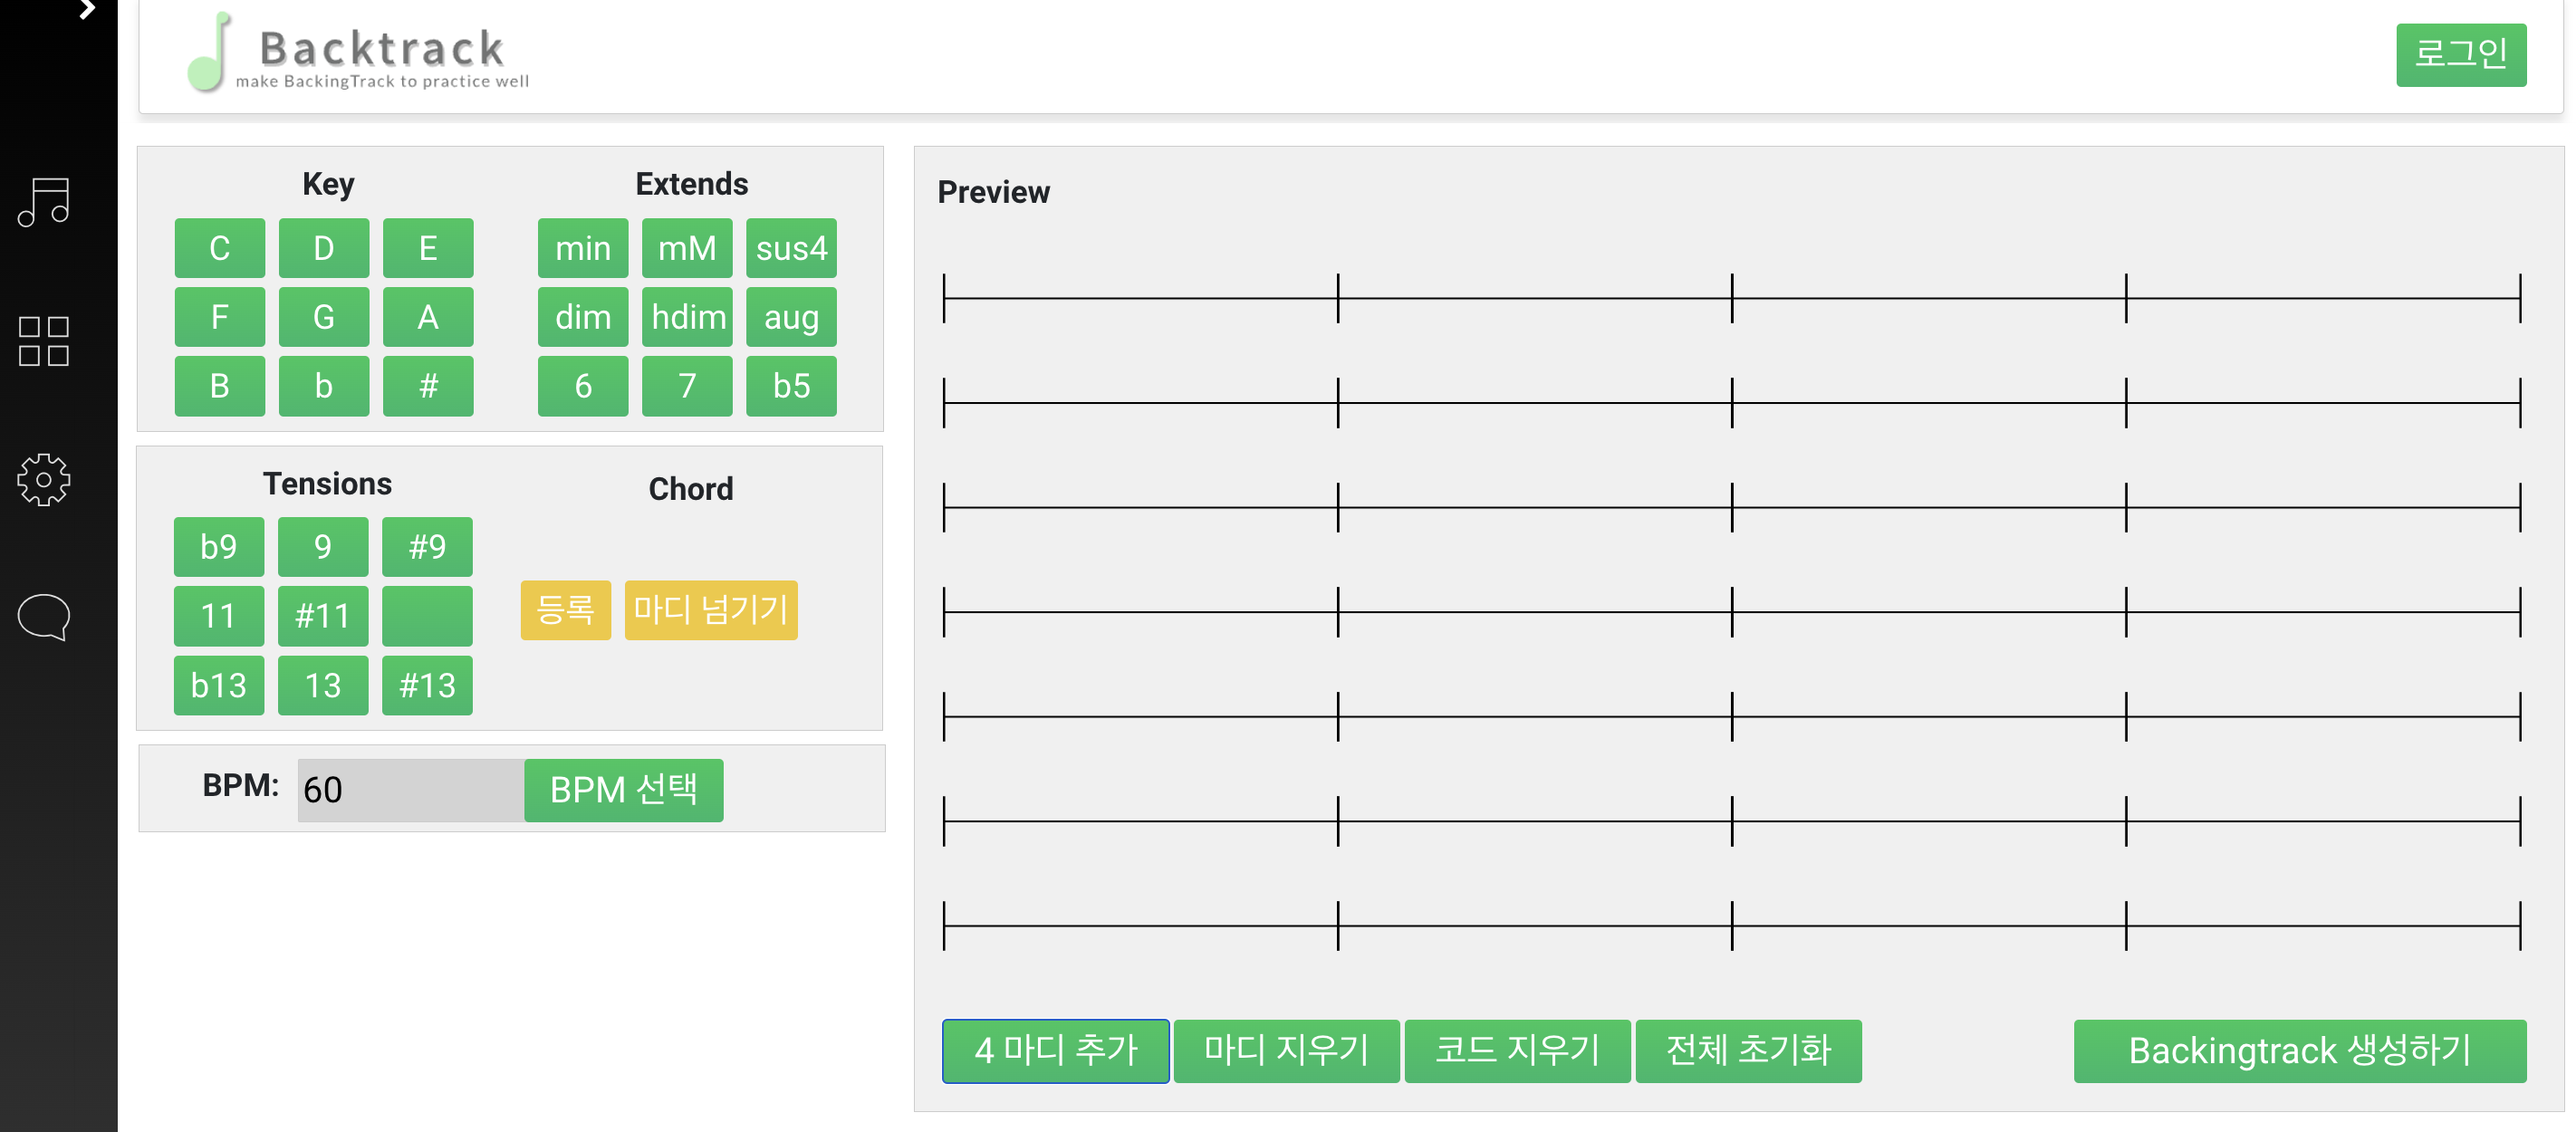 Backtrack
make BackingTrack to practice well
로그인
Key
C D E
F G A
B b #
Extends
min mM sus4
dim hdim aug
6 7 b5
Tensions
b9 9 #9
11 #11
b13 13 #13
Chord
등록 마디 넘기기
BPM: 60 BPM 선택
Preview
4 마디 추가 마디 지우기 코드 지우기 전체 초기화 Backingtrack 생성하기